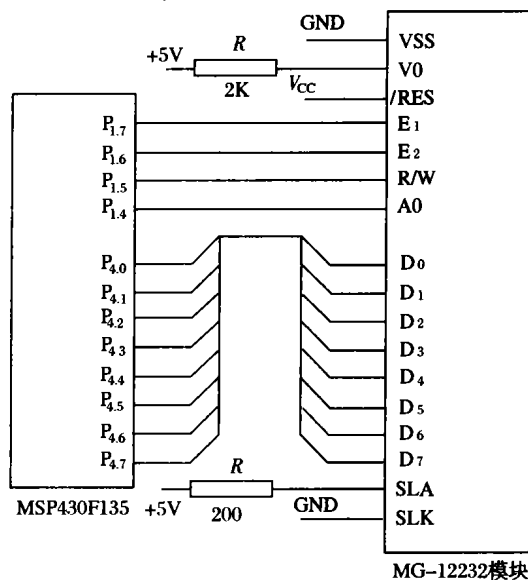 GND
VSS
+5V
R
V0
2K
VCC
/RES
P1.7
E1
P1.6
E2
P1.5
R/W
P1.4
A0
P4.0
D0
P4.1
D1
P4.2
D2
P4.3
D3
P4.4
D4
P4.5
D5
P4.6
D6
P4.7
D7
R
SLA
MSP430F135
+5V
200
GND
SLK
MG-12232模块